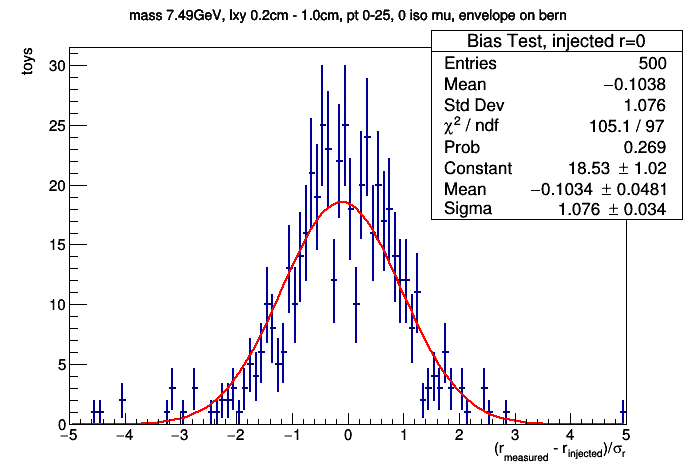 mass 7.49GeV, lxy 0.2cm - 1.0cm, pt 0-25, 0 iso mu, envelope on bern
Bias Test, injected r=0
Entries 500
Mean −0.1038
Std Dev 1.076
χ² / ndf 105.1 / 97
Prob 0.269
Constant 18.53 ± 1.02
Mean −0.1034 ± 0.0481
Sigma 1.076 ± 0.034
toys
30
25
20
15
10
5
0
−5 −4 −3 −2 −1 0 1 2 3 4 5
(r_measured - r_injected)/σ_r